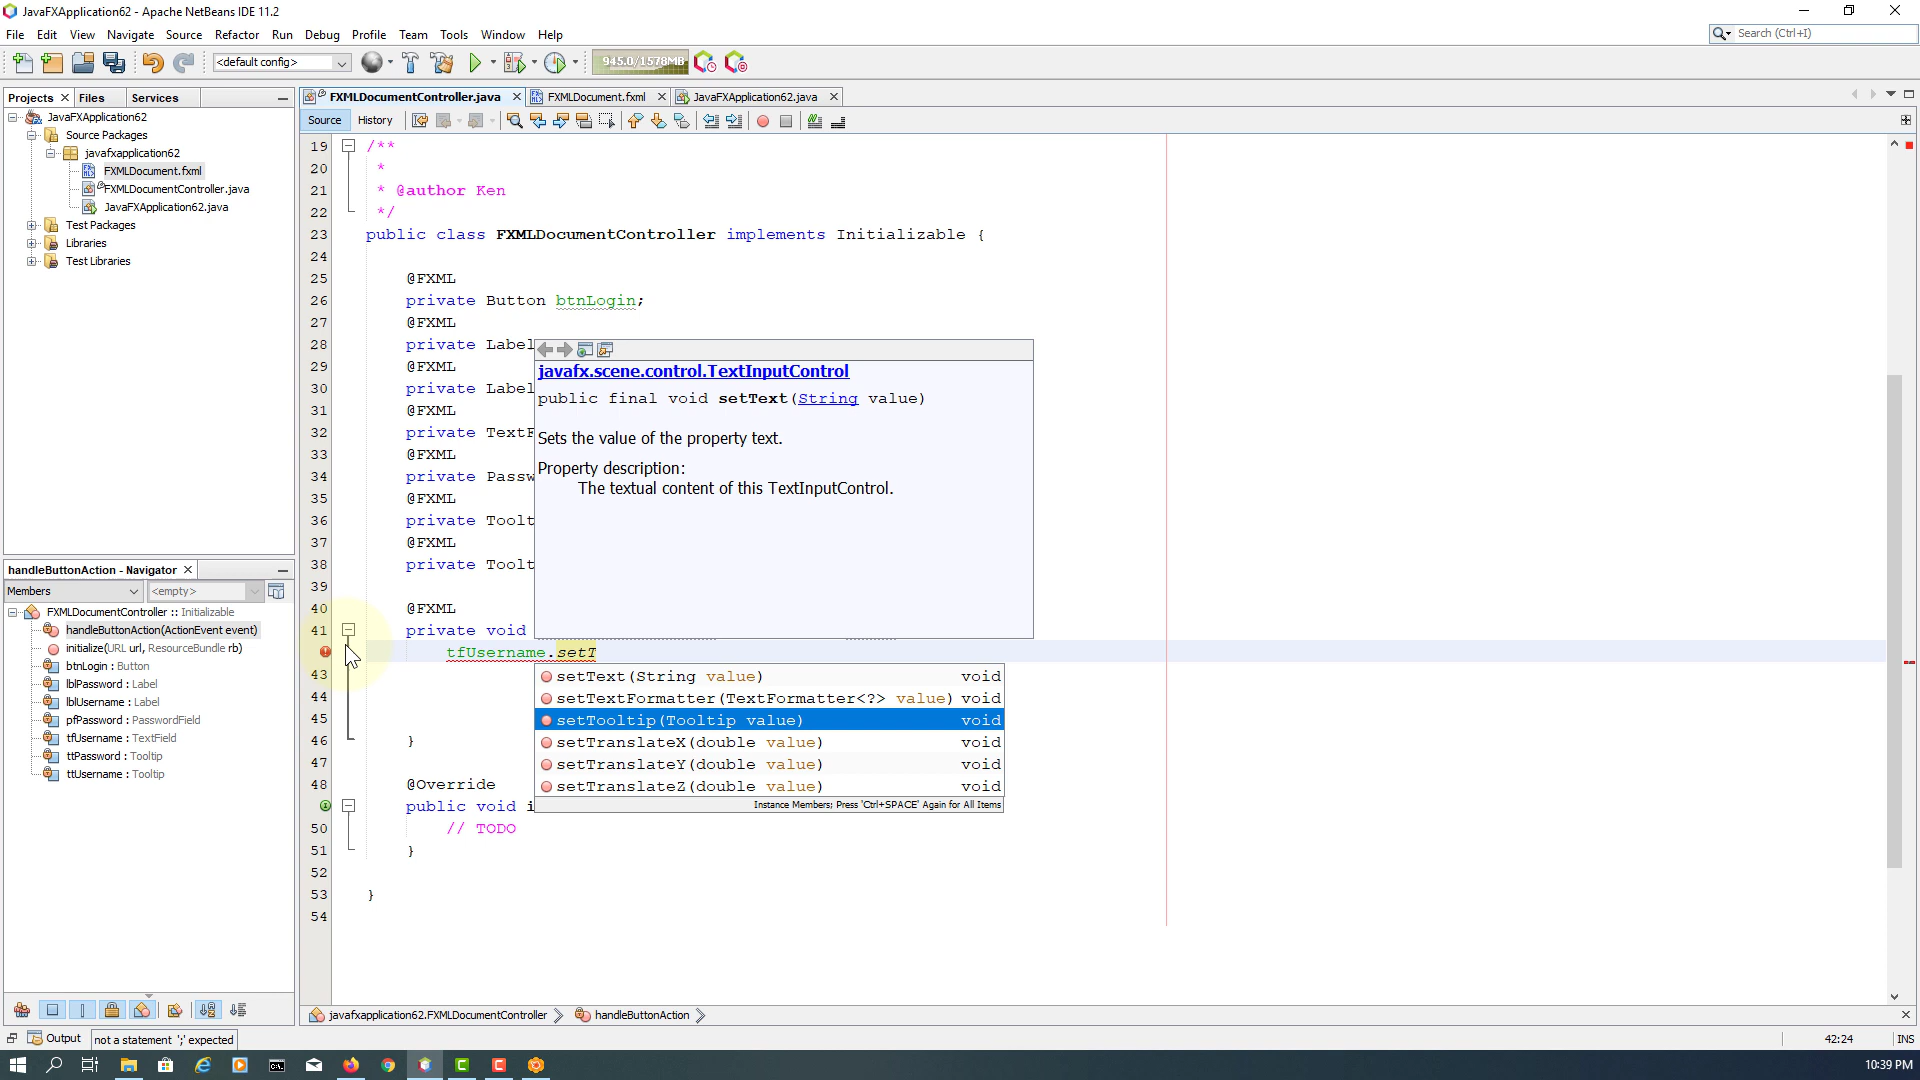 JavaFXApplication62 - Apache NetBeans IDE 11.2
File Edit View Navigate Source Refactor Run Debug Profile Team Tools Window Help
Search (Ctrl+I)
<default config>
945.0/1578MB
Projects Files Services
FXMLDocumentController.java FXMLDocument.fxml JavaFXApplication62.java
Source History
JavaFXApplication62
Source Packages
javafxapplication62
FXMLDocument.fxml
FXMLDocumentController.java
JavaFXApplication62.java
Test Packages
Libraries
Test Libraries
handleButtonAction - Navigator
Members <empty>
FXMLDocumentController :: Initializable
handleButtonAction(ActionEvent event)
initialize(URL url, ResourceBundle rb)
btnLogin : Button
lblPassword : Label
lblUsername : Label
pfPassword : PasswordField
tfUsername : TextField
ttPassword : Tooltip
ttUsername : Tooltip
19 /**
20 *
21 * @author Ken
22 */
23 public class FXMLDocumentController implements Initializable {
24
25 @FXML
26 private Button btnLogin;
27 @FXML
28 private Label
29 @FXML
30 private Label
31 @FXML
32 private TextF
33 @FXML
34 private Passw
35 @FXML
36 private Toolt
37 @FXML
38 private Toolt
39
40 @FXML
41 private void
tfUsername.setT
43
44
45
46 }
47
48 @Override
public void i
50 // TODO
51 }
52
53 }
54
javafx.scene.control.TextInputControl
public final void setText(String value)
Sets the value of the property text.
Property description:
The textual content of this TextInputControl.
setText(String value) void
setTextFormatter(TextFormatter<?> value) void
setTooltip(Tooltip value) void
setTranslateX(double value) void
setTranslateY(double value) void
setTranslateZ(double value) void
Instance Members; Press 'Ctrl+SPACE' Again for All Items
javafxapplication62.FXMLDocumentController handleButtonAction
Output not a statement ';' expected
42:24 INS
10:39 PM